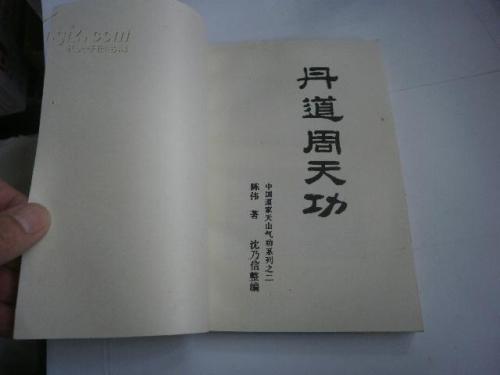 丹道周天功
中国道家天山气功系列之二
陈伟 著 沈乃信整编